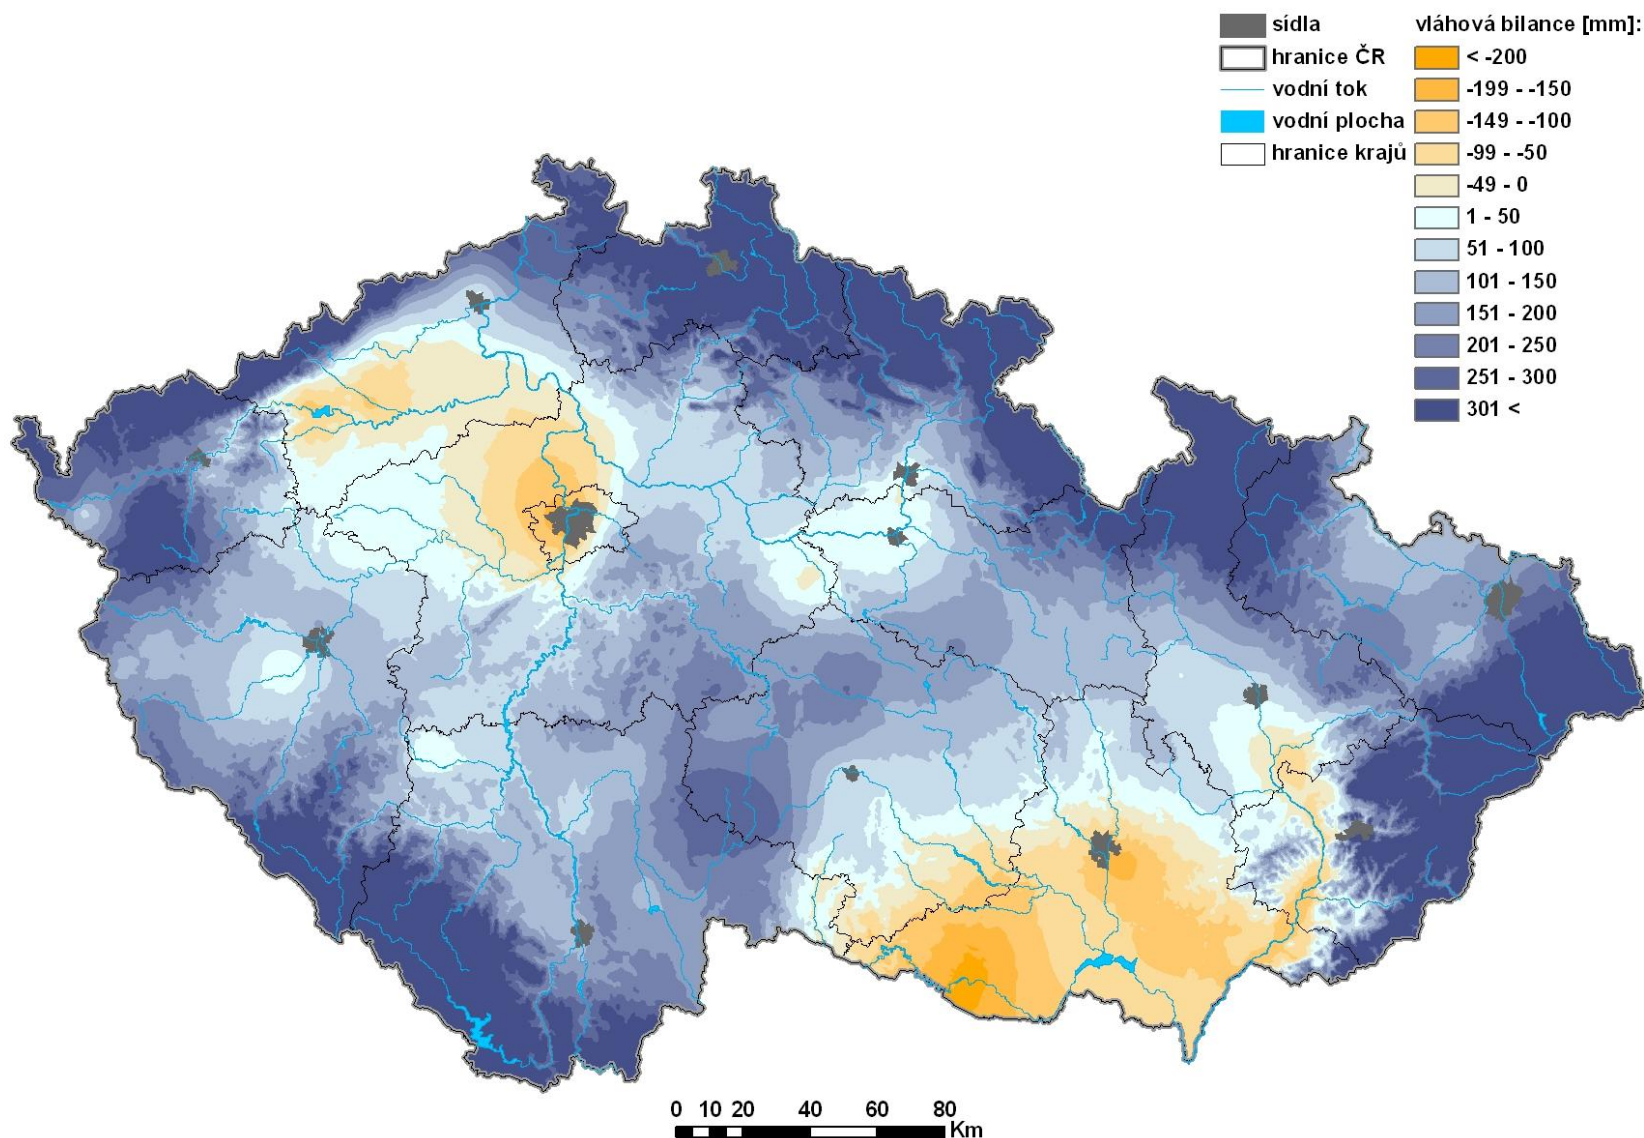 sídla
hranice ČR
vodní tok
vodní plocha
hranice krajů
vláhová bilance [mm]:
< -200
-199 - -150
-149 - -100
-99 - -50
-49 - 0
1 - 50
51 - 100
101 - 150
151 - 200
201 - 250
251 - 300
301 <
0 10 20 40 60 80
Km